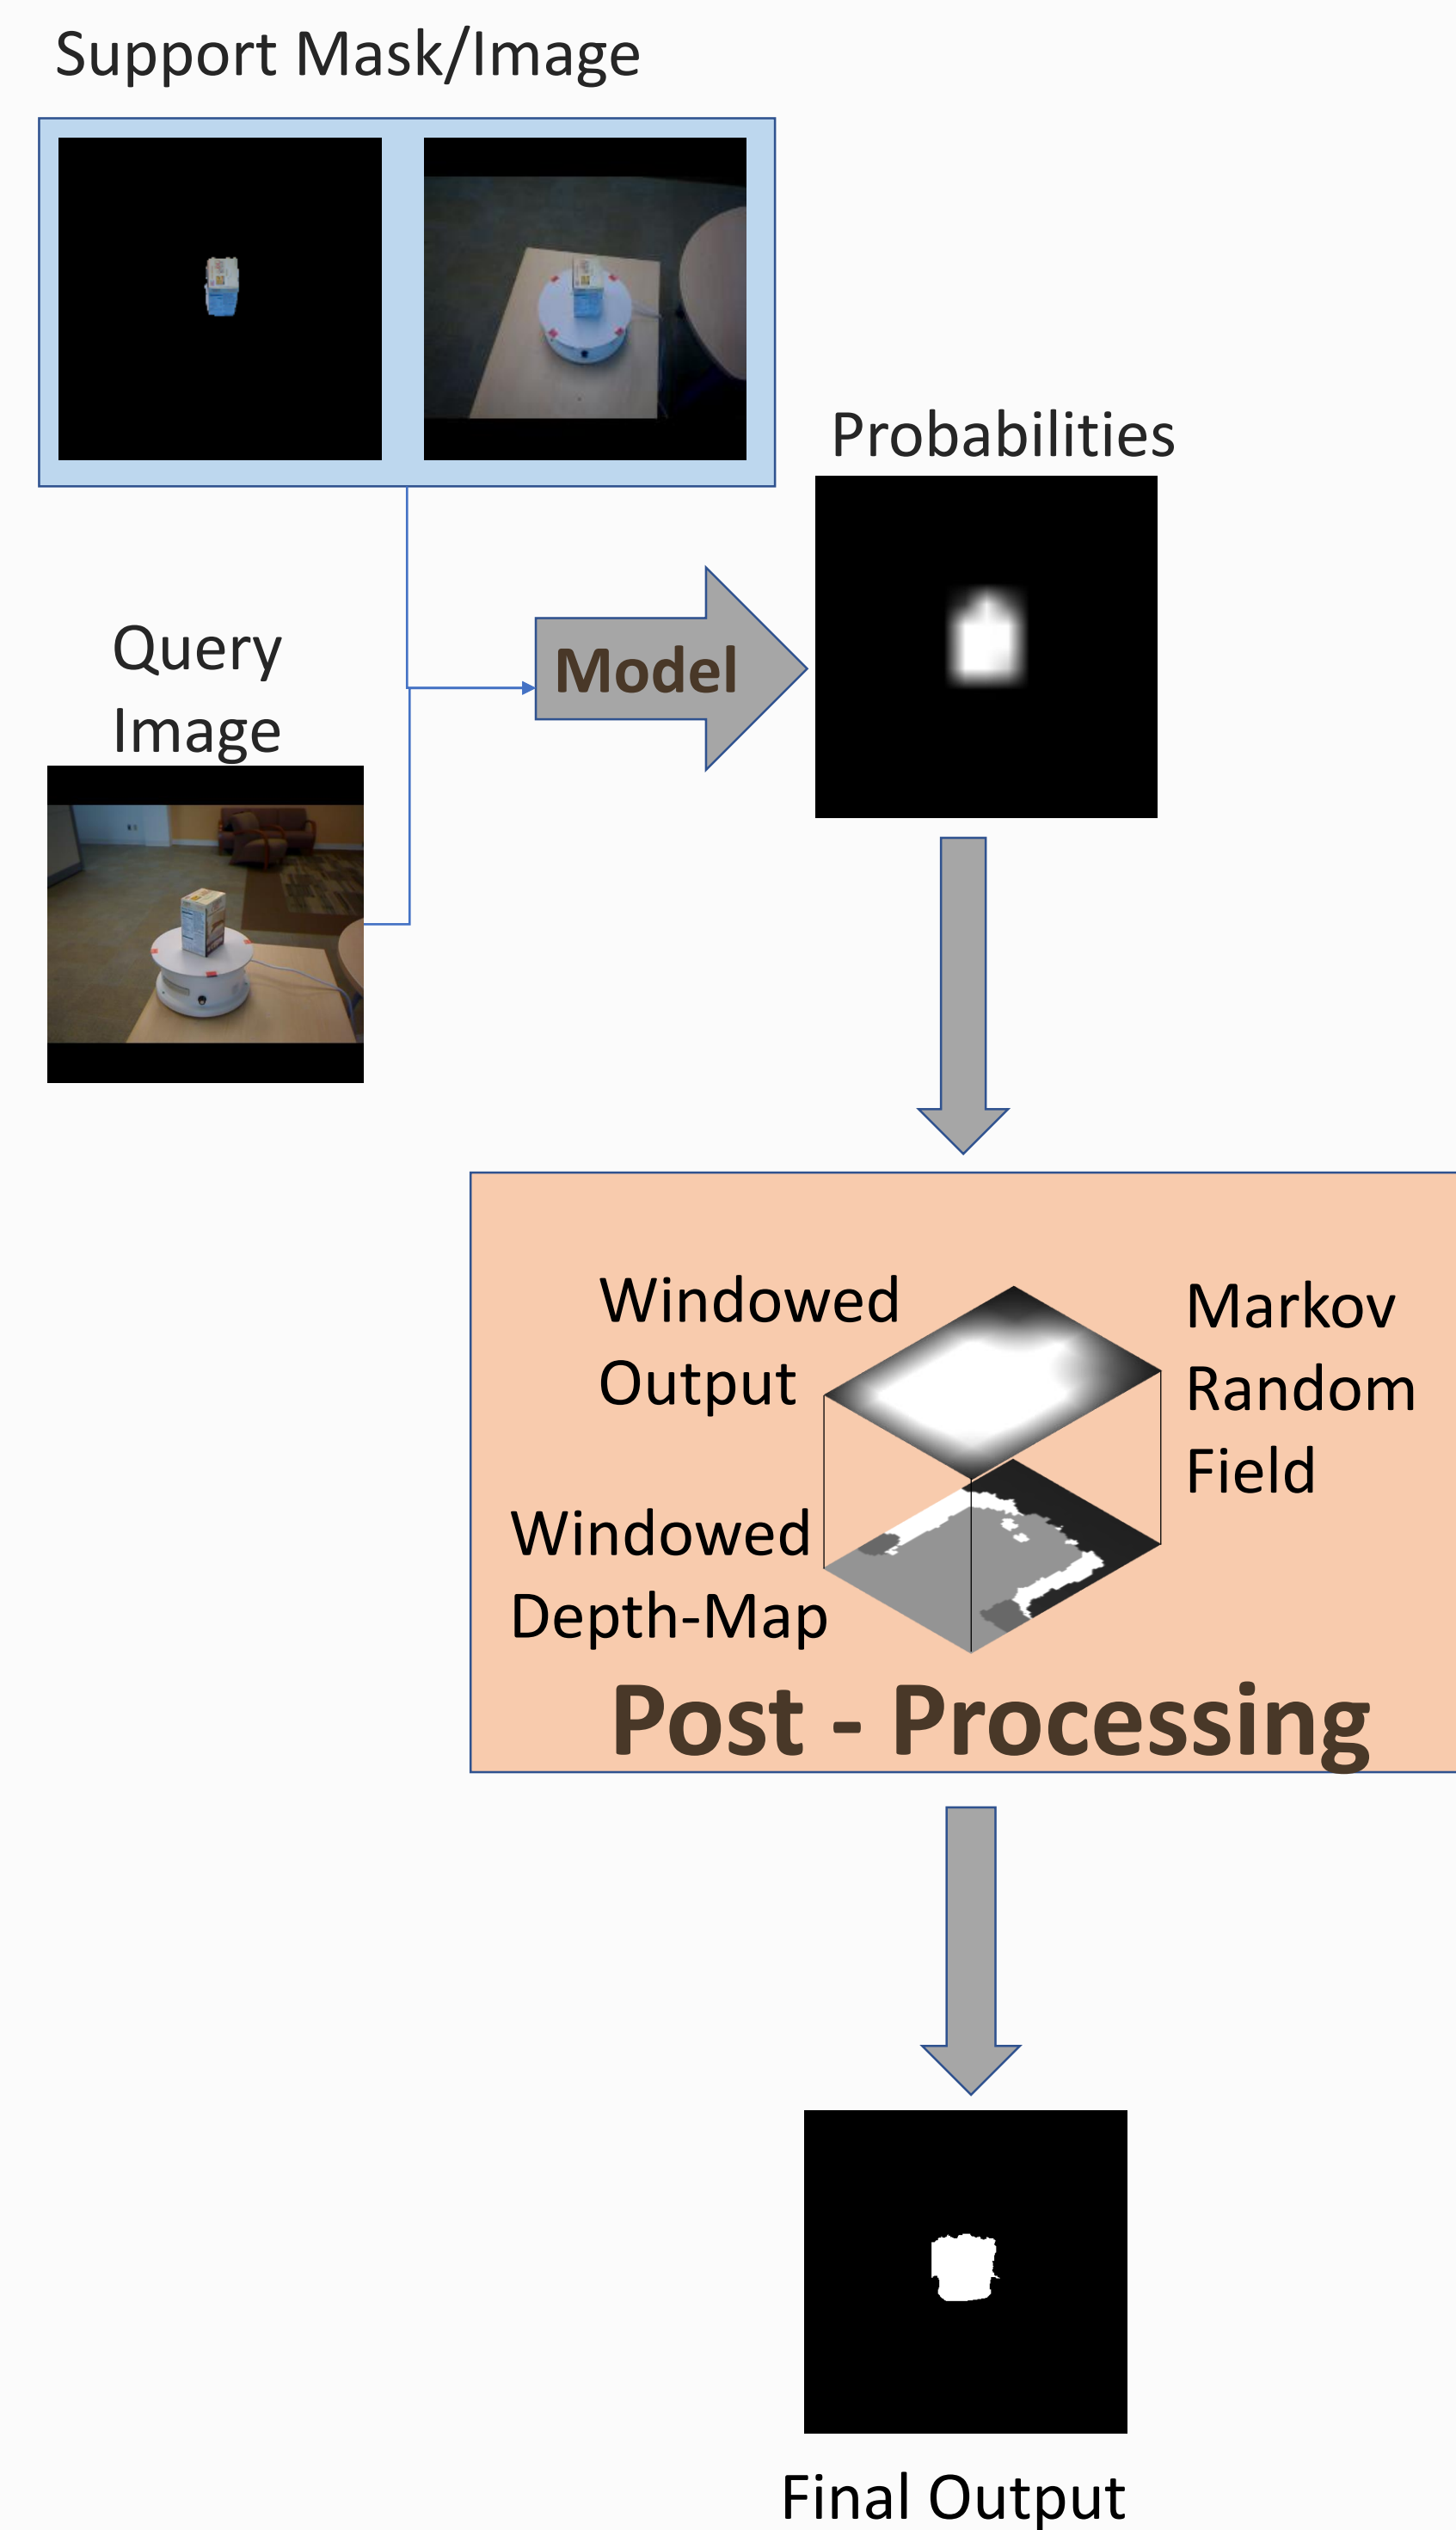 Support Mask/Image
Probabilities
Query
Image
Model
Windowed
Output
Markov
Random
Field
Windowed
Depth-Map
Post - Processing
Final Output